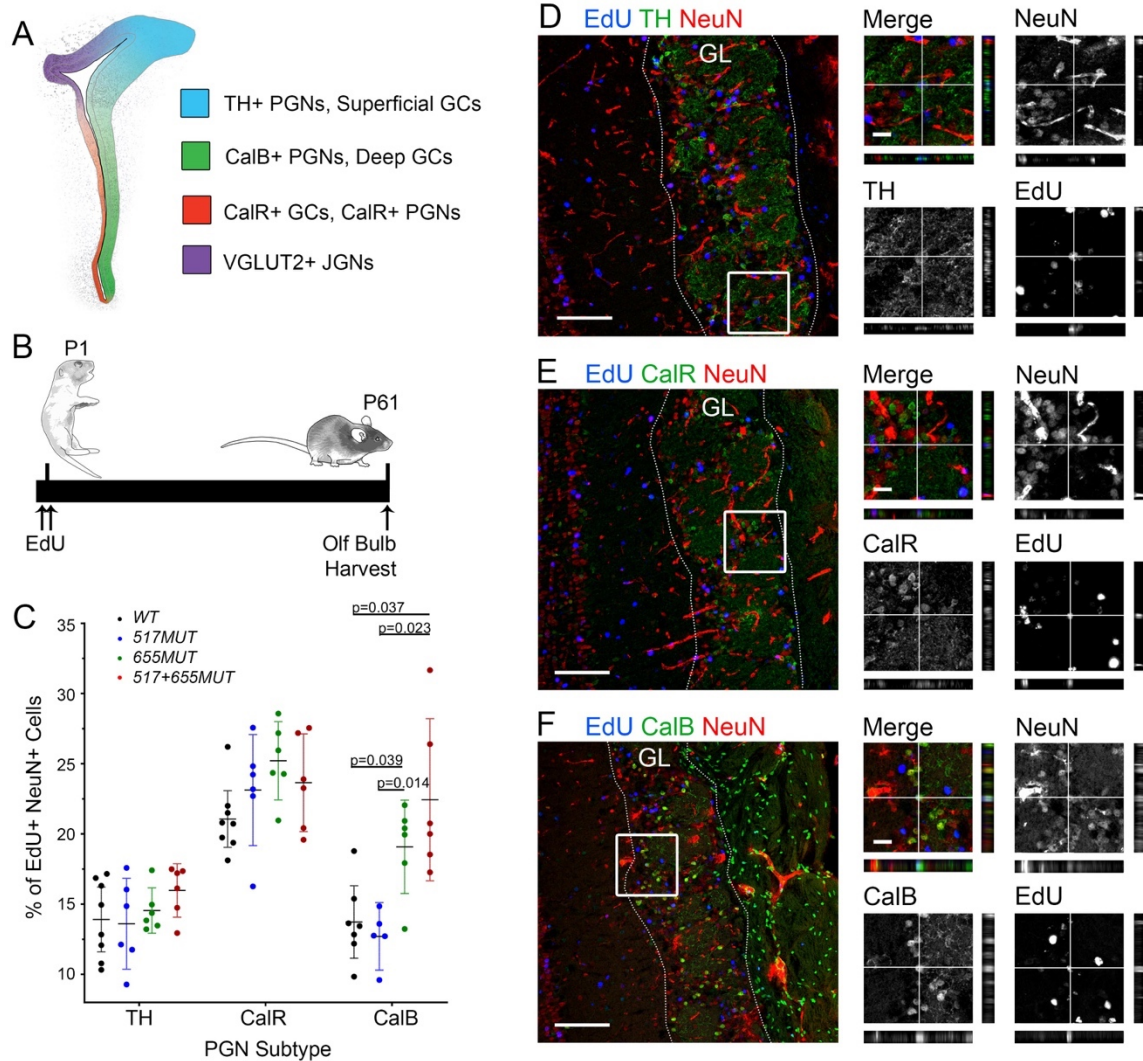 A
TH+ PGNs, Superficial GCs
CalB+ PGNs, Deep GCs
CalR+ GCs, CalR+ PGNs
VGLUT2+ JGNs
B
P1
P61
EdU
Olf Bulb
Harvest
C
WT
517MUT
655MUT
517+655MUT
p=0.037
p=0.023
p=0.039
p=0.014
% of EdU+ NeuN+ Cells
35
30
25
20
15
10
TH
CalR
CalB
PGN Subtype
D
EdU TH NeuN
GL
Merge
NeuN
TH
EdU
E
EdU CalR NeuN
GL
Merge
NeuN
CalR
EdU
F
EdU CalB NeuN
GL
Merge
NeuN
CalB
EdU